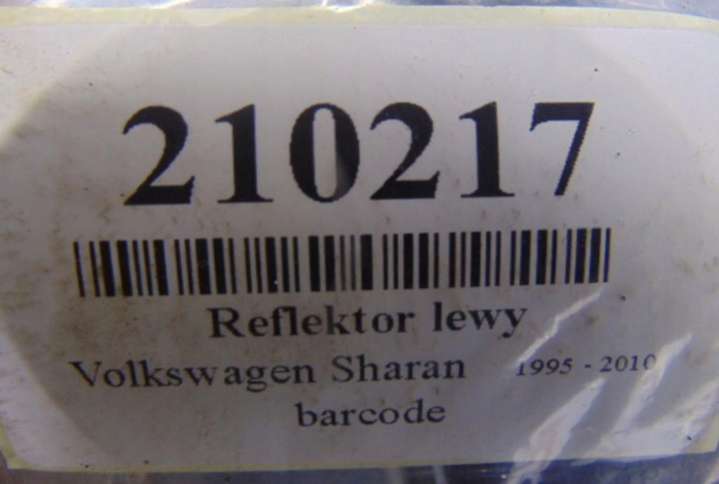 210217
Reflektor lewy
Volkswagen Sharan 1995 - 2010
barcode